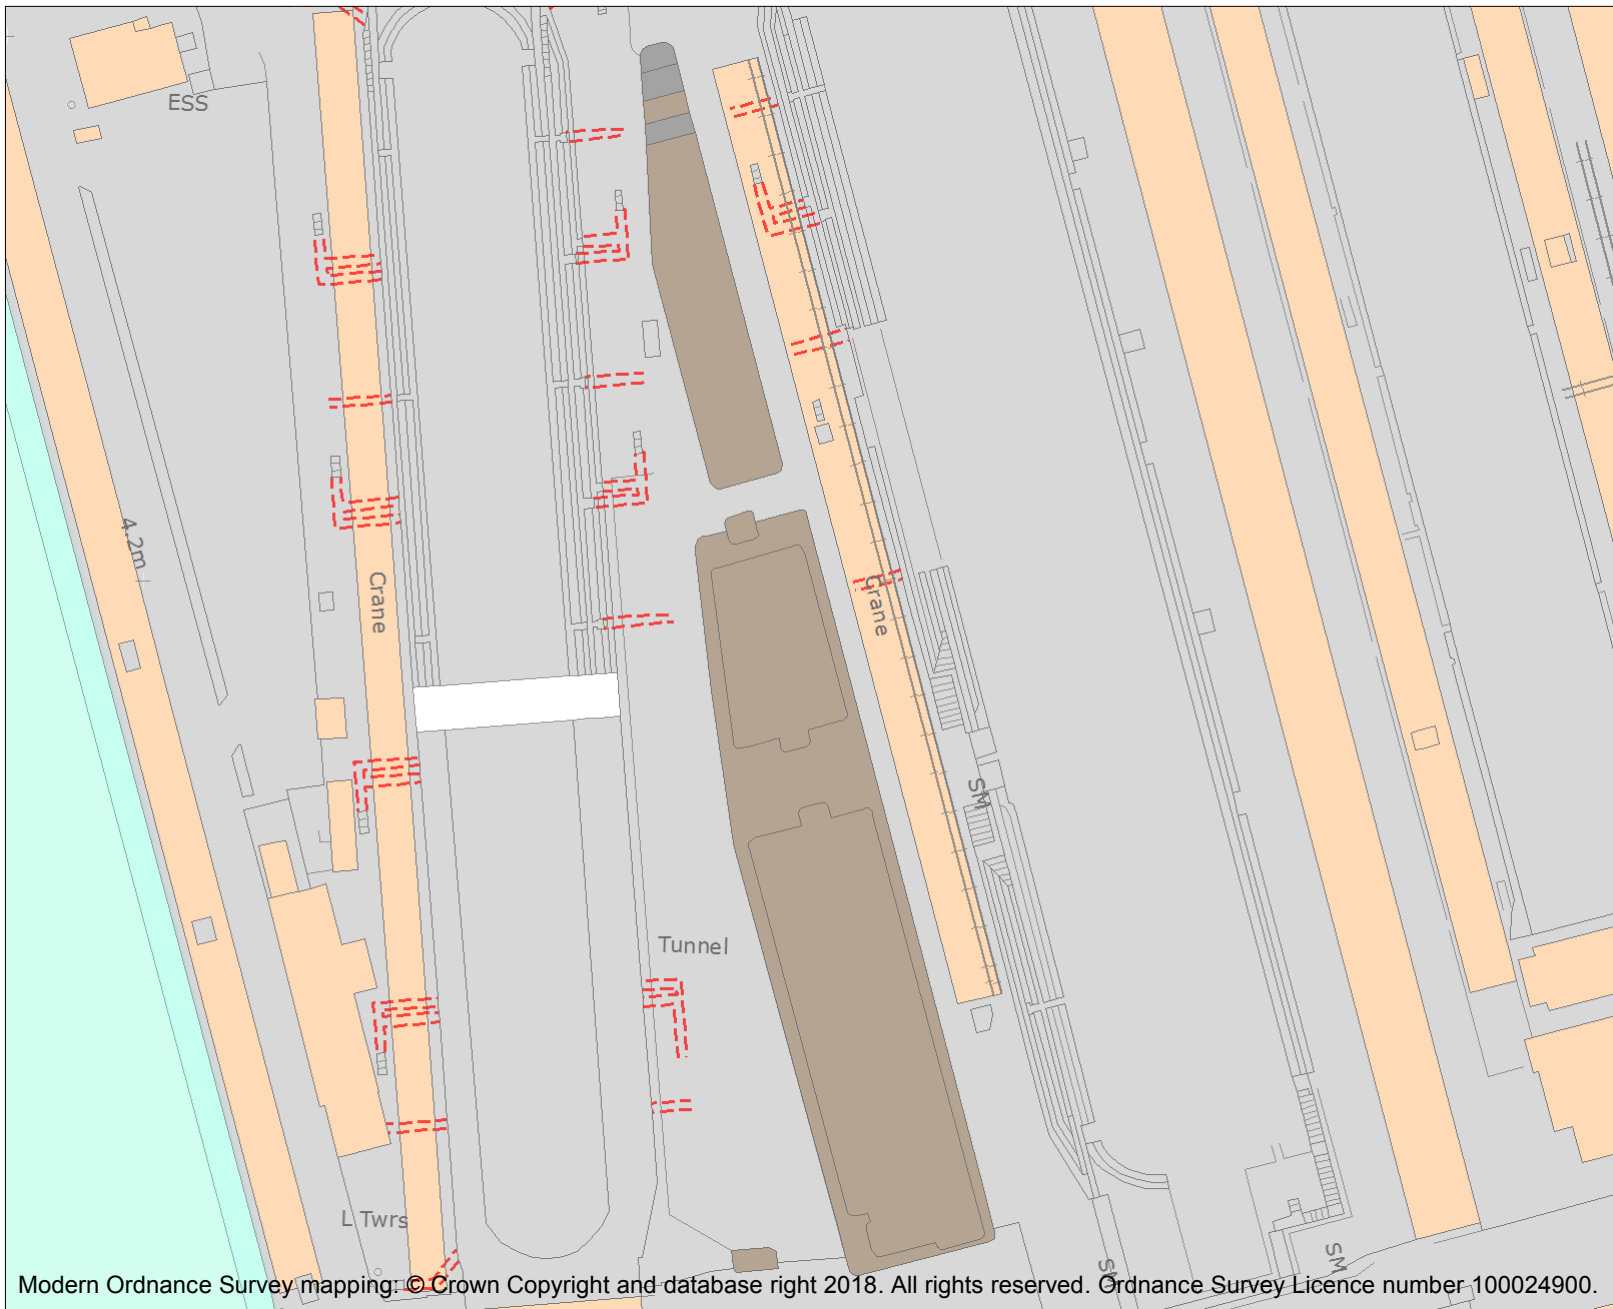 ESS
4.2m
Crane
Crane
SM
Tunnel
L Twrs
SM
SM
Modern Ordnance Survey mapping: © Crown Copyright and database right 2018. All rights reserved. Ordnance Survey Licence number 100024900.